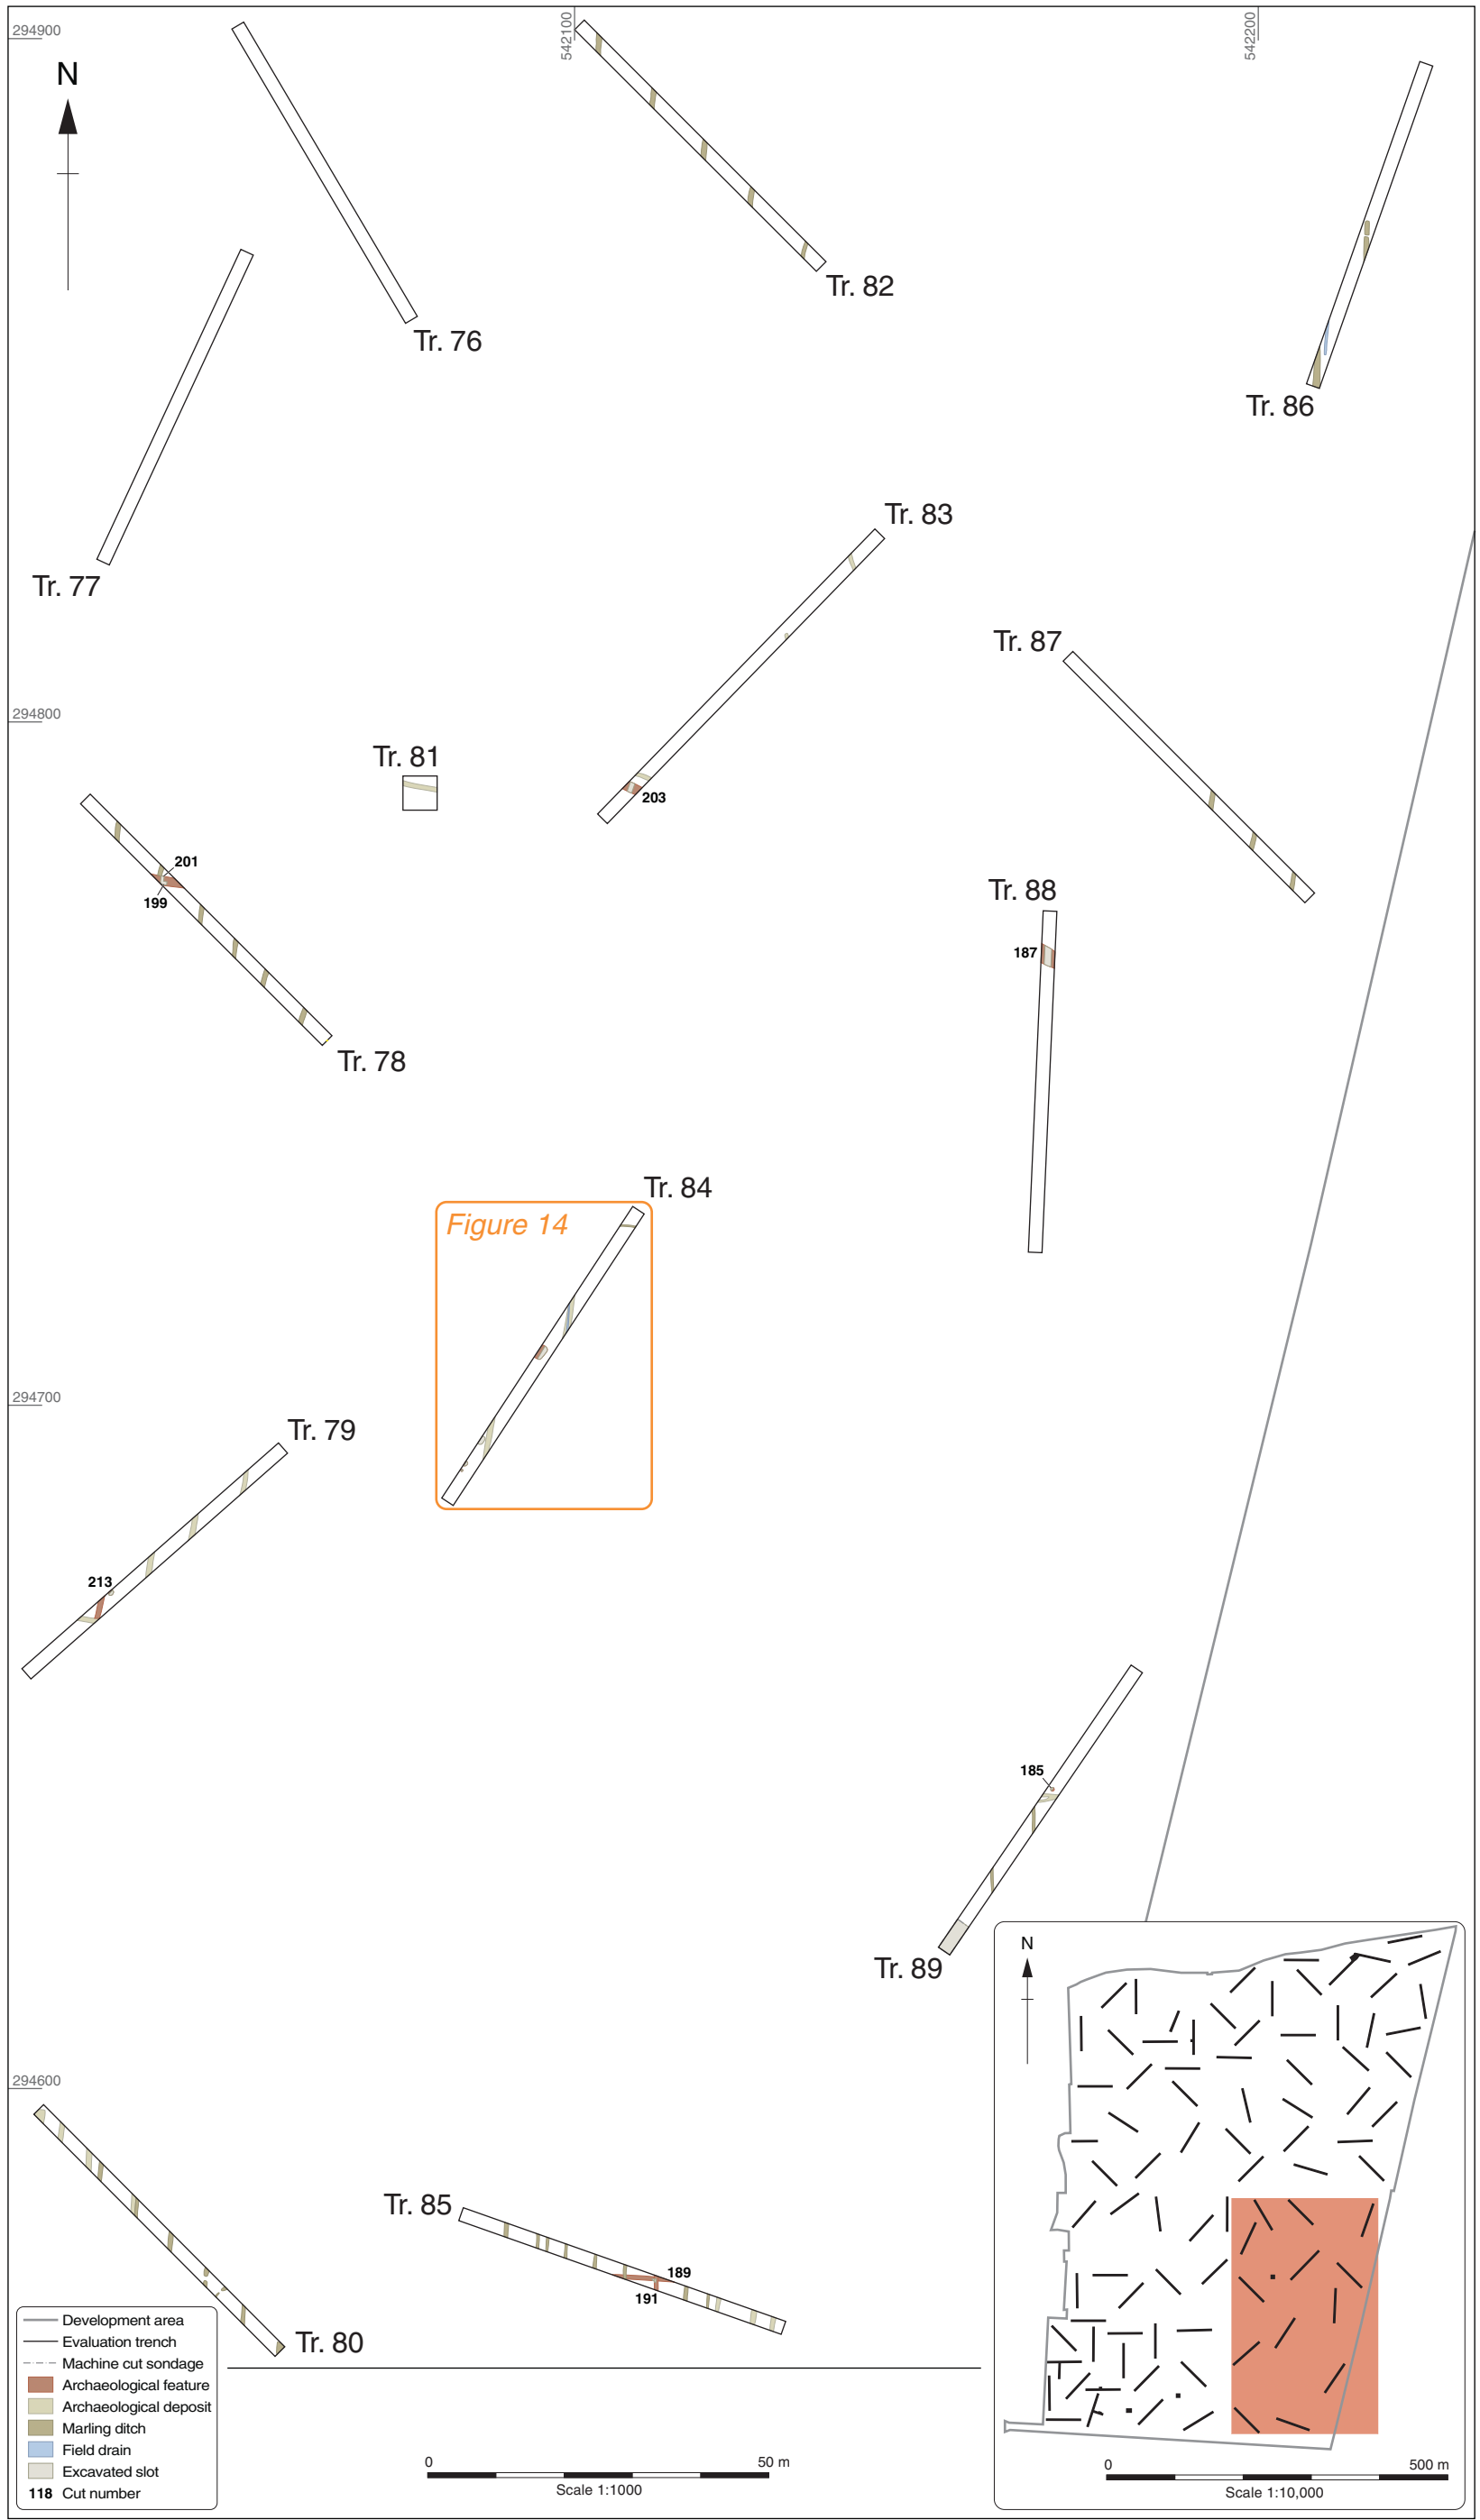 294900
542100
542200
N
Tr. 82
Tr. 76
Tr. 86
Tr. 83
Tr. 77
Tr. 87
294800
Tr. 81
203
201
199
Tr. 88
187
Tr. 78
Tr. 84
Figure 14
294700
Tr. 79
213
185
Tr. 89
294600
Tr. 85
189
191
Tr. 80
Development area
Evaluation trench
Machine cut sondage
Archaeological feature
Archaeological deposit
Marling ditch
Field drain
Excavated slot
118 Cut number
0 50 m
Scale 1:1000
N
0 500 m
Scale 1:10,000